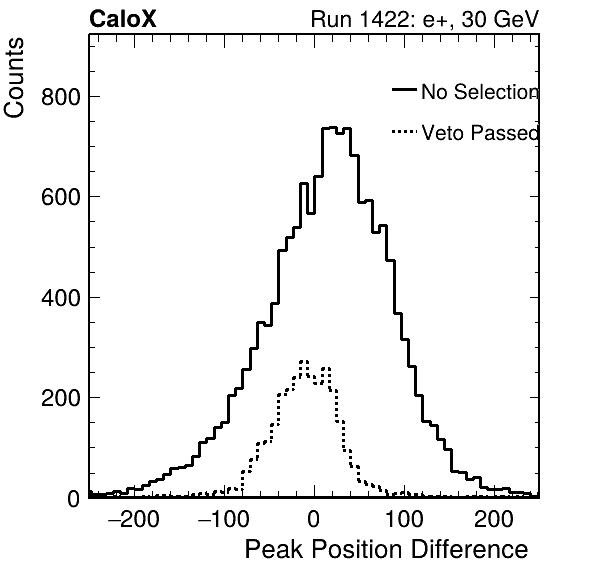 CaloX Run 1422: e+, 30 GeV
Counts
800
600
400
200
0
No Selection
Veto Passed
−200 −100 0 100 200
Peak Position Difference